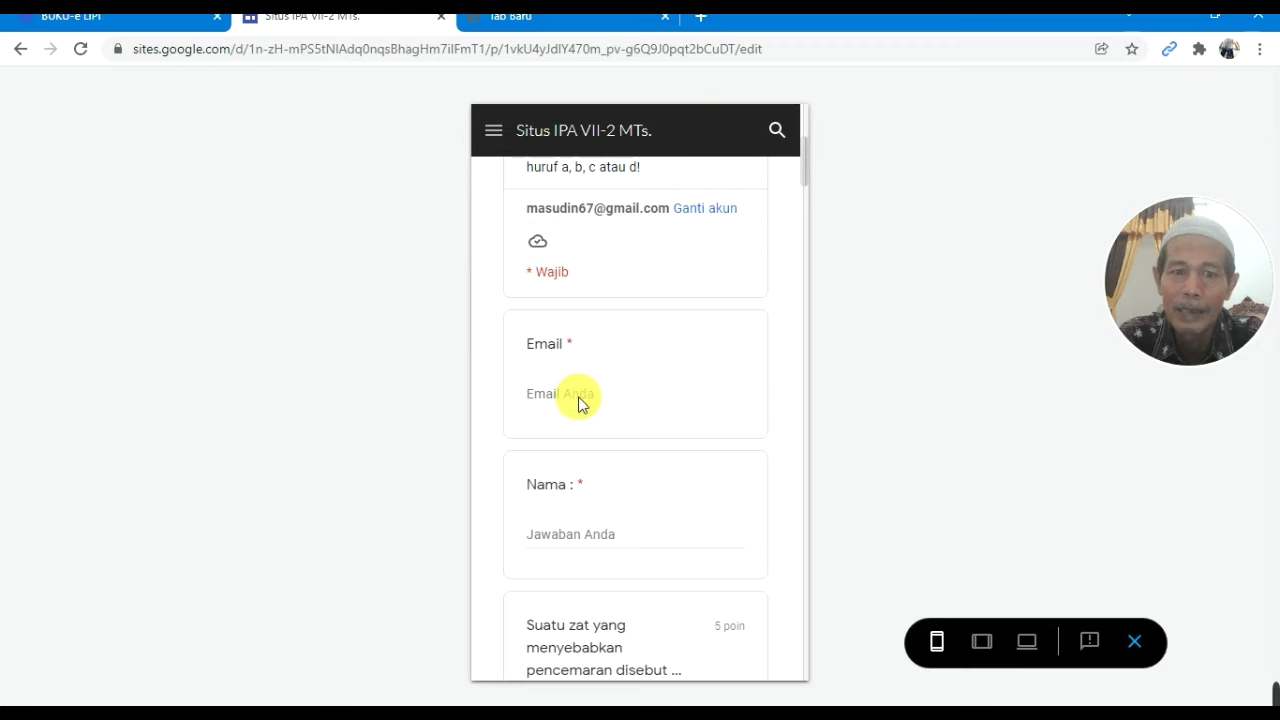 BUKU-e LIPI
Situs IPA VII-2 MTs.
Tab Baru
sites.google.com/d/1n-zH-mPS5tNlAdq0nqsBhagHm7iIFmT1/p/1vkU4yJdlY470m_pv-g6Q9J0pqt2bCuDT/edit
Situs IPA VII-2 MTs.
huruf a, b, c atau d!
masudin67@gmail.com Ganti akun
* Wajib
Email *
Email Anda
Nama : *
Jawaban Anda
Suatu zat yang
5 poin
menyebabkan
pencemaran disebut ...